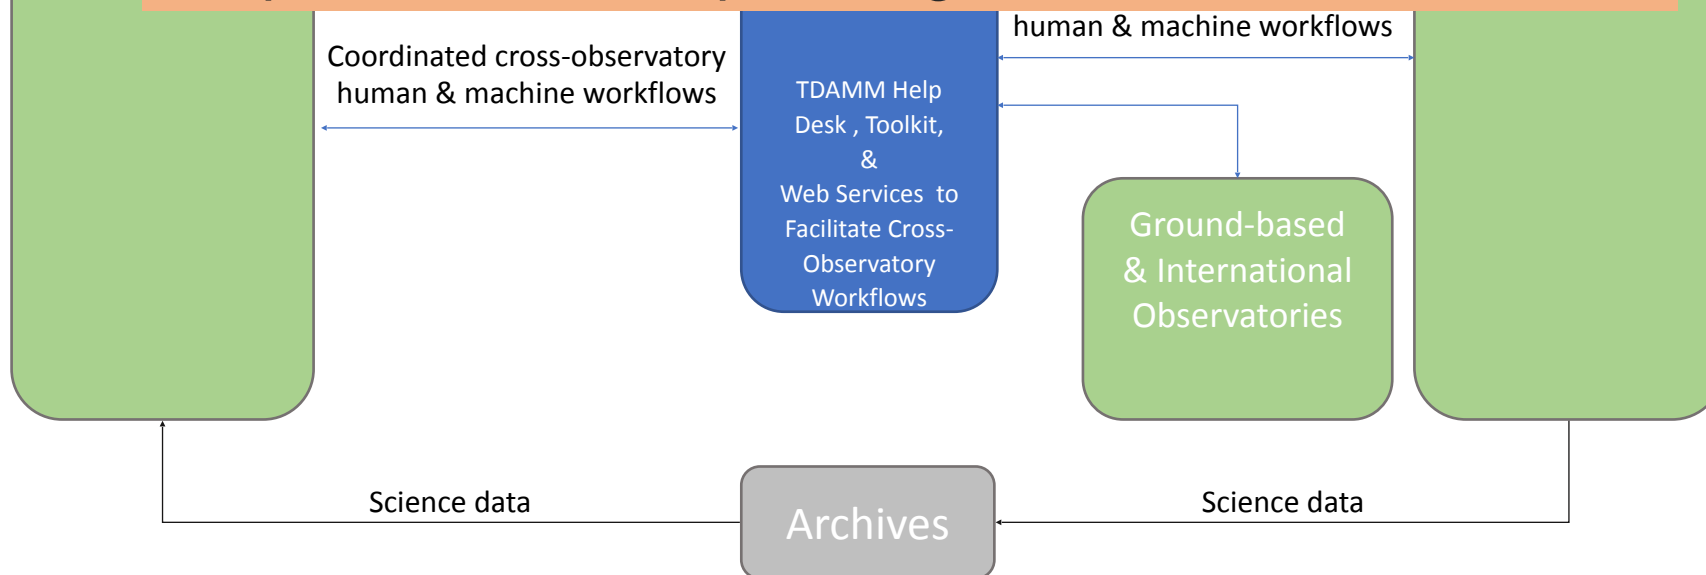 human & machine workflows
Coordinated cross-observatory
human & machine workflows
TDAMM Help
Desk , Toolkit,
&
Web Services to
Facilitate Cross-
Observatory
Workflows
Ground-based
& International
Observatories
Science data
Archives
Science data